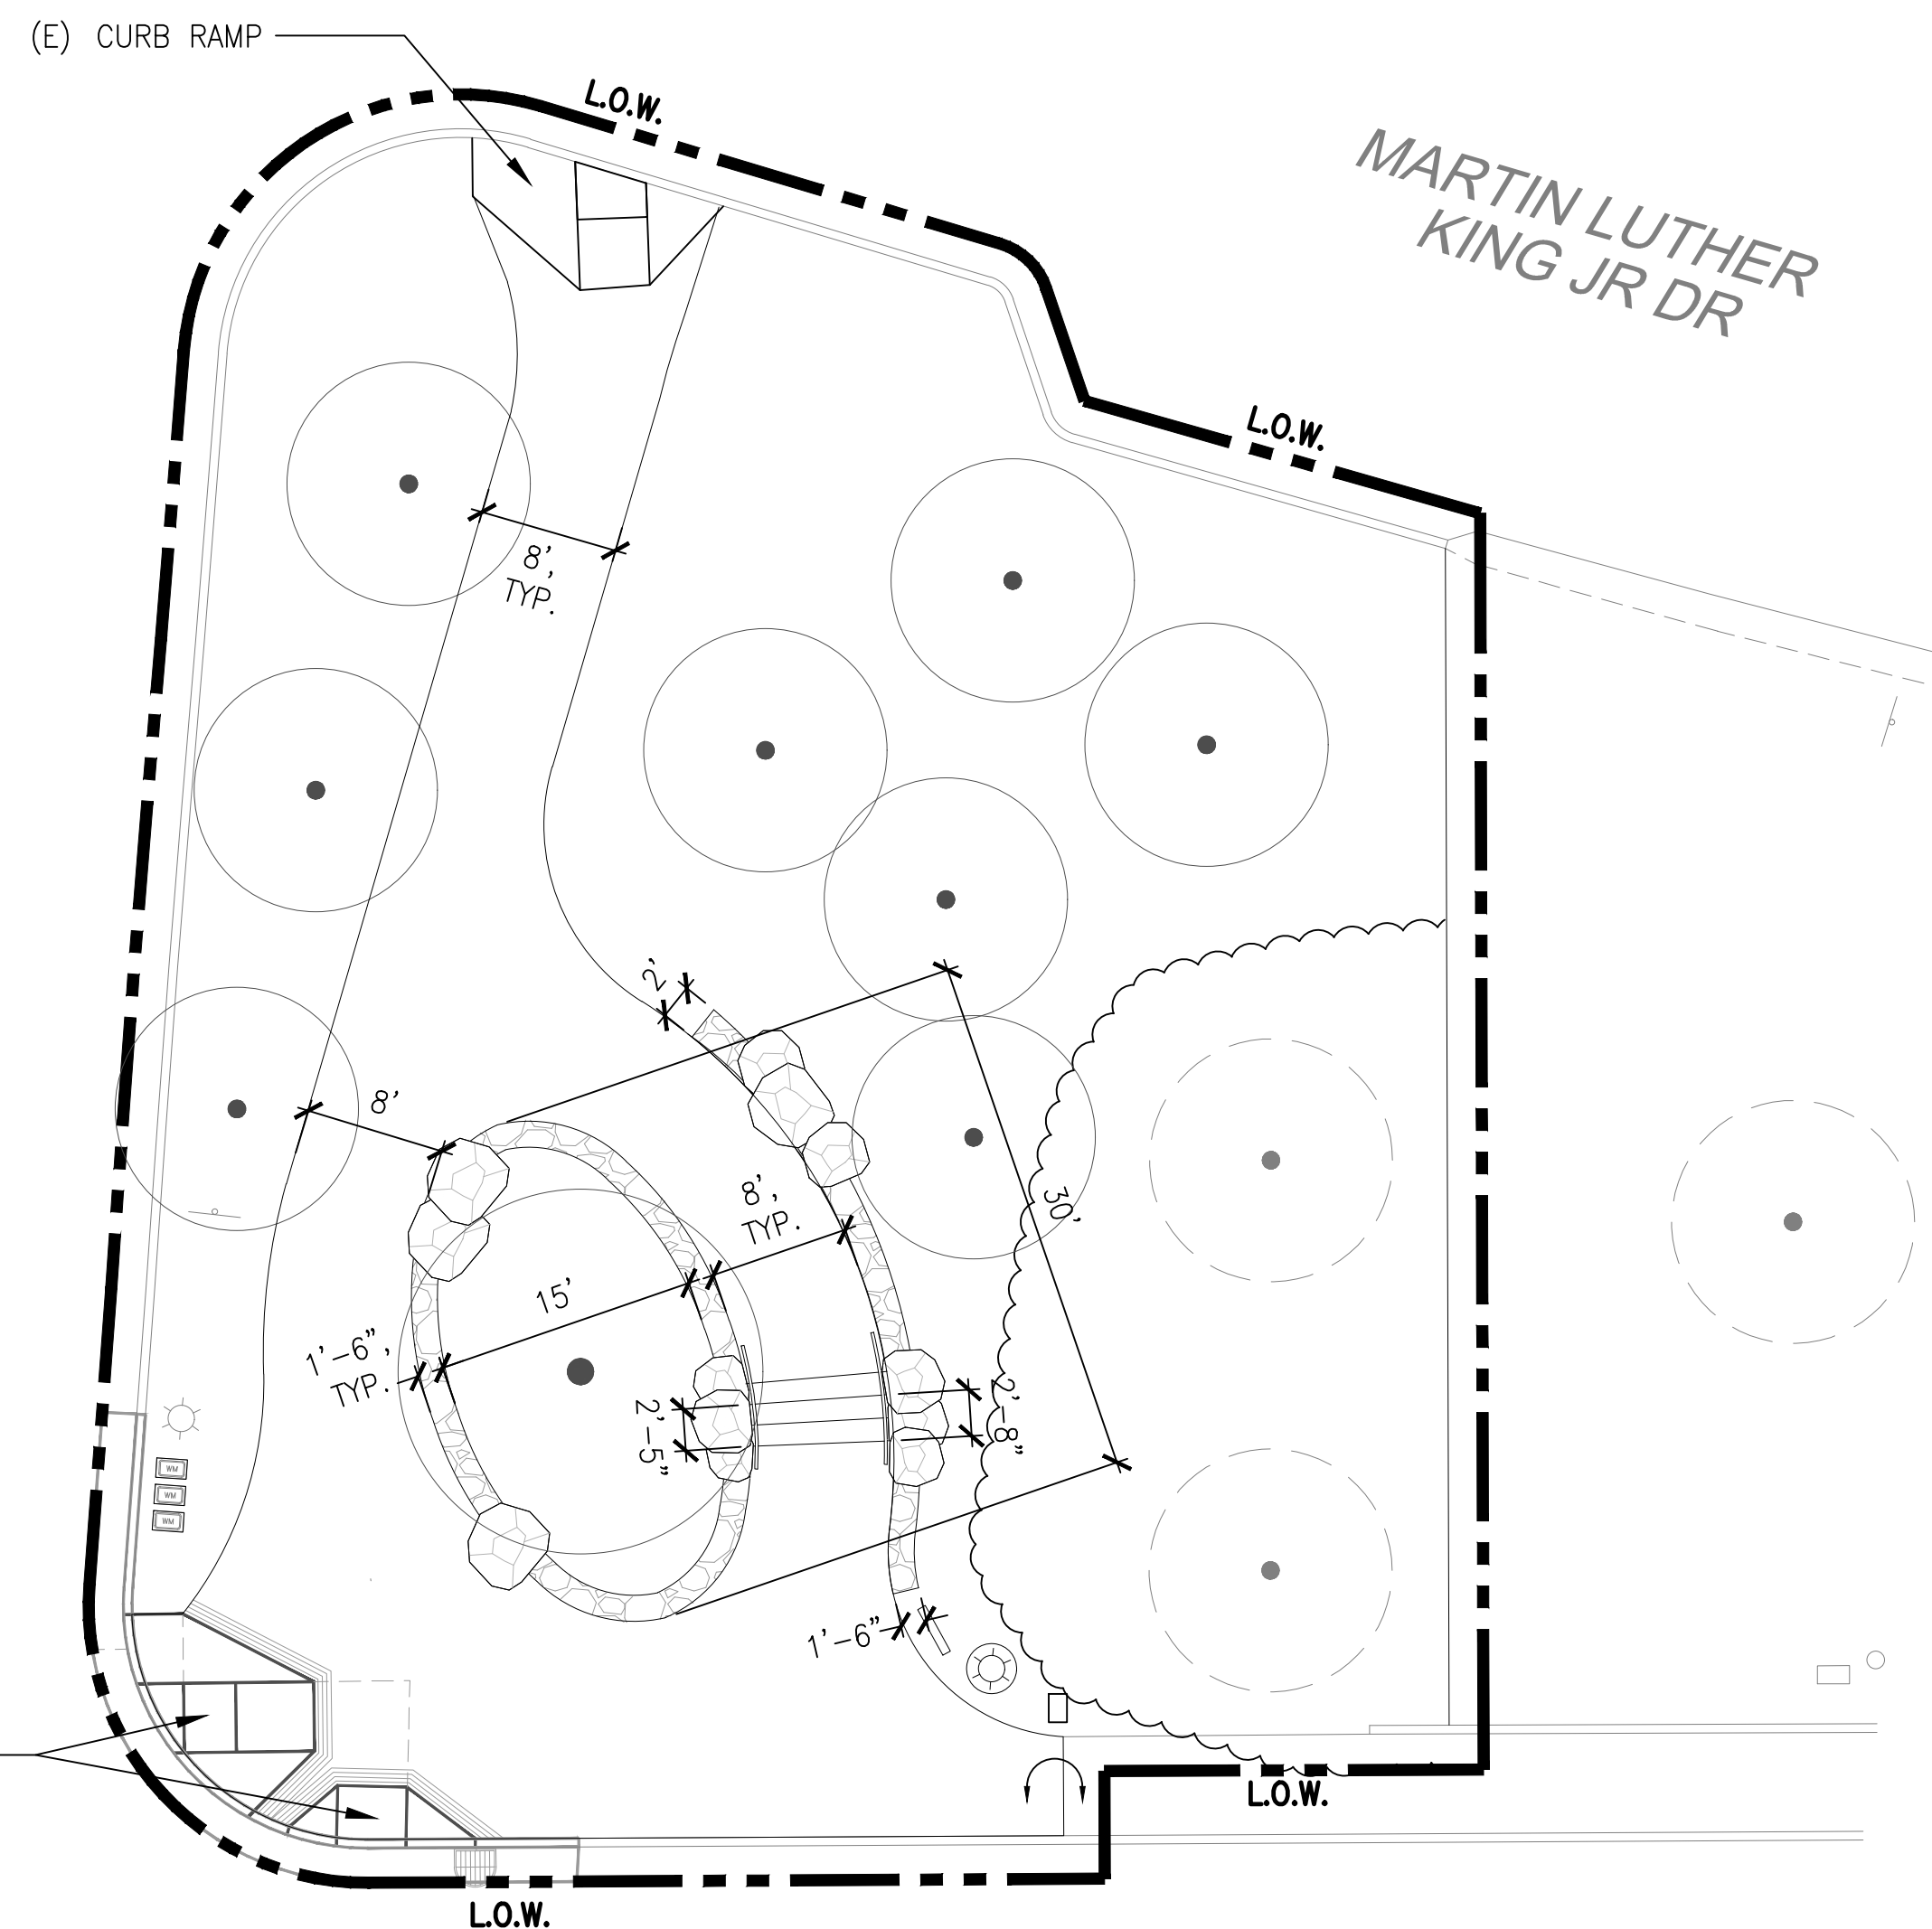 (E) CURB RAMP
L.O.W.
MARTIN LUTHER
KING JR DR
L.O.W.
8',
TYP.
2'
8'
8',
TYP.
30'
15'
1'-6",
TYP.
2'-5"
2'-8"
WM
WM
WM
1'-6"
L.O.W.
L.O.W.